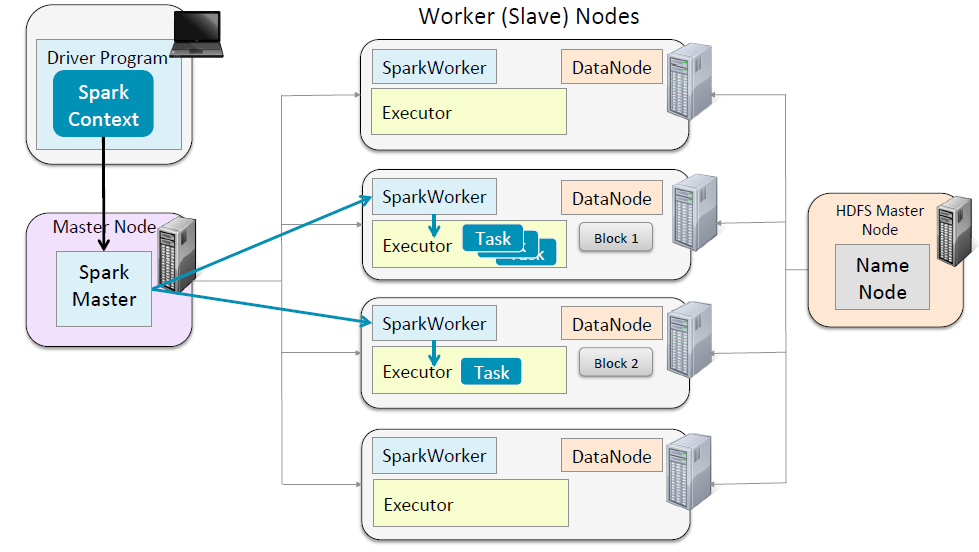 Worker (Slave) Nodes
Driver Program
Spark
Context
Master Node
Spark
Master
SparkWorker
DataNode
Executor
SparkWorker
DataNode
Executor
Task
Task
Block 1
SparkWorker
DataNode
Executor
Task
Block 2
SparkWorker
DataNode
Executor
HDFS Master
Node
Name
Node